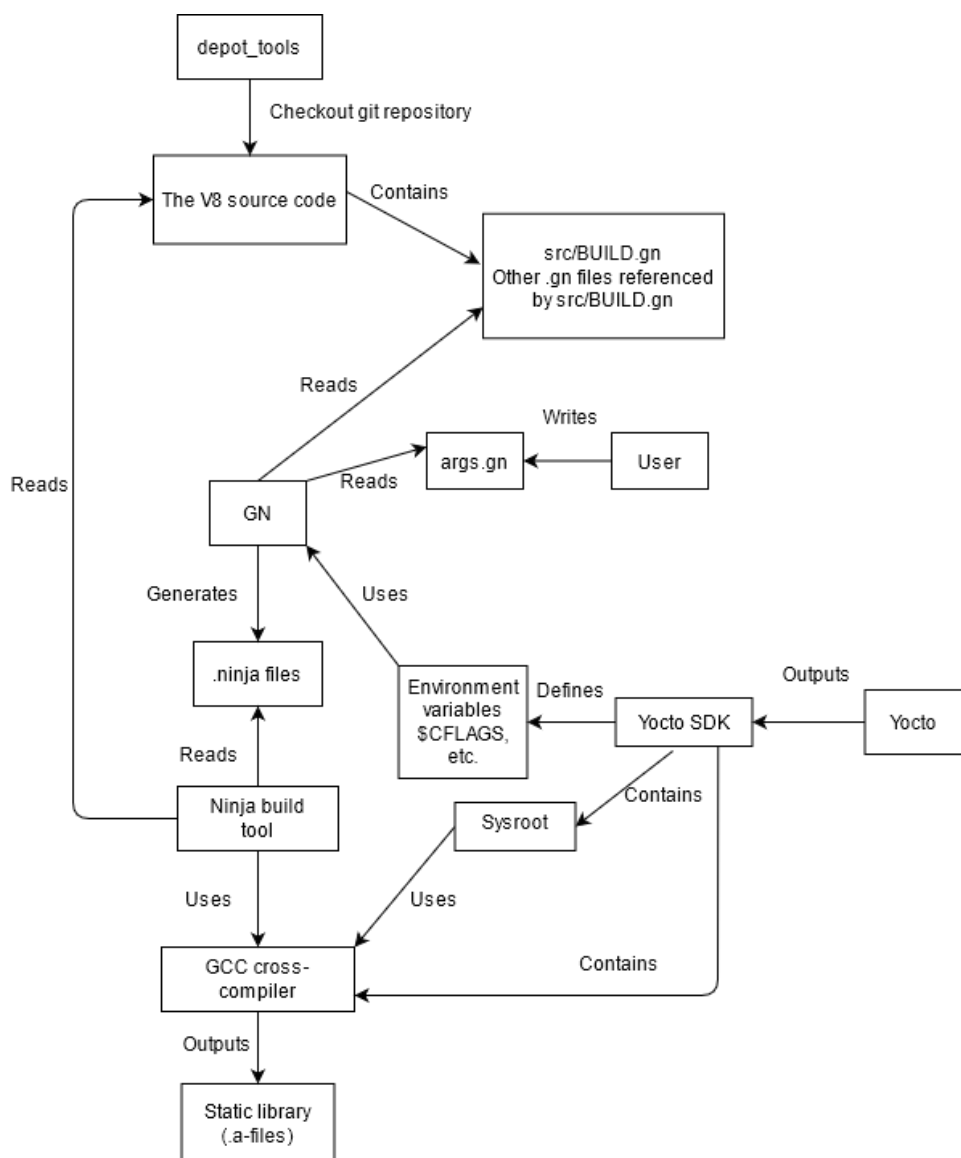 depot_tools
Checkout git repository
The V8 source code
Contains
src/BUILD.gn
Other .gn files referenced
by src/BUILD.gn
Reads
Writes
args.gn
User
Reads
Reads
GN
Generates
Uses
.ninja files
Environment
variables
$CFLAGS,
etc.
Defines
Yocto SDK
Outputs
Yocto
Reads
Ninja build
tool
Contains
Sysroot
Uses
Uses
GCC cross-
compiler
Contains
Outputs
Static library
(.a-files)